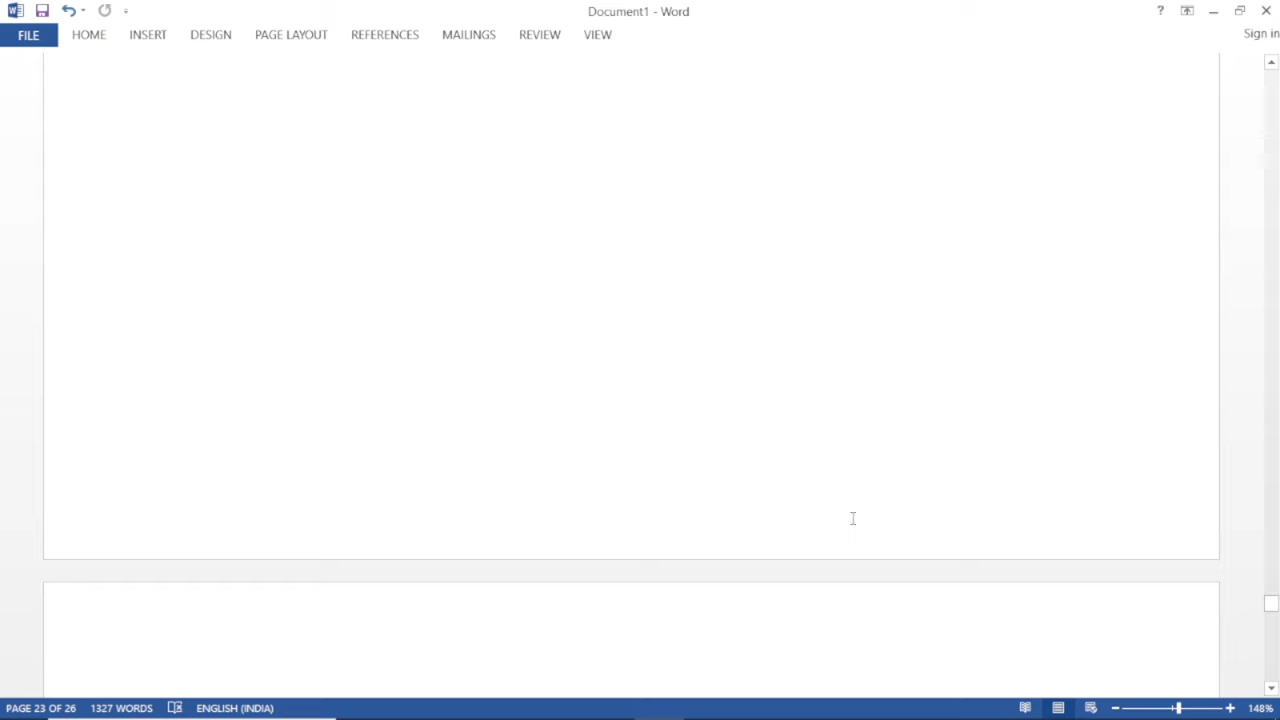 Document1 - Word
?
Sign in
FILE HOME INSERT DESIGN PAGE LAYOUT REFERENCES MAILINGS REVIEW VIEW
PAGE 23 OF 26 1327 WORDS ENGLISH (INDIA) 148%